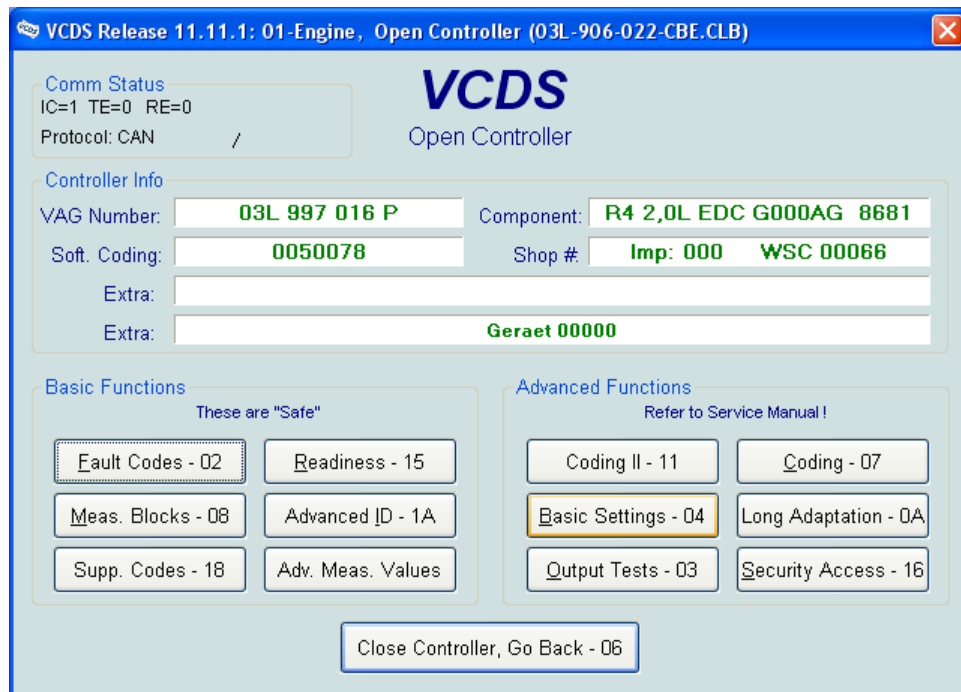 VCDS Release 11.11.1: 01-Engine, Open Controller (03L-906-022-CBE.CLB)
Comm Status
IC=1 TE=0 RE=0
Protocol: CAN /
VCDS
Open Controller
Controller Info
VAG Number: 03L 997 016 P Component: R4 2,0L EDC G000AG 8681
Soft. Coding: 0050078 Shop #: Imp: 000 WSC 00066
Extra:
Extra: Geraet 00000
Basic Functions
These are "Safe"
Fault Codes - 02 Readiness - 15
Meas. Blocks - 08 Advanced ID - 1A
Supp. Codes - 18 Adv. Meas. Values
Advanced Functions
Refer to Service Manual !
Coding II - 11 Coding - 07
Basic Settings - 04 Long Adaptation - 0A
Output Tests - 03 Security Access - 16
Close Controller, Go Back - 06